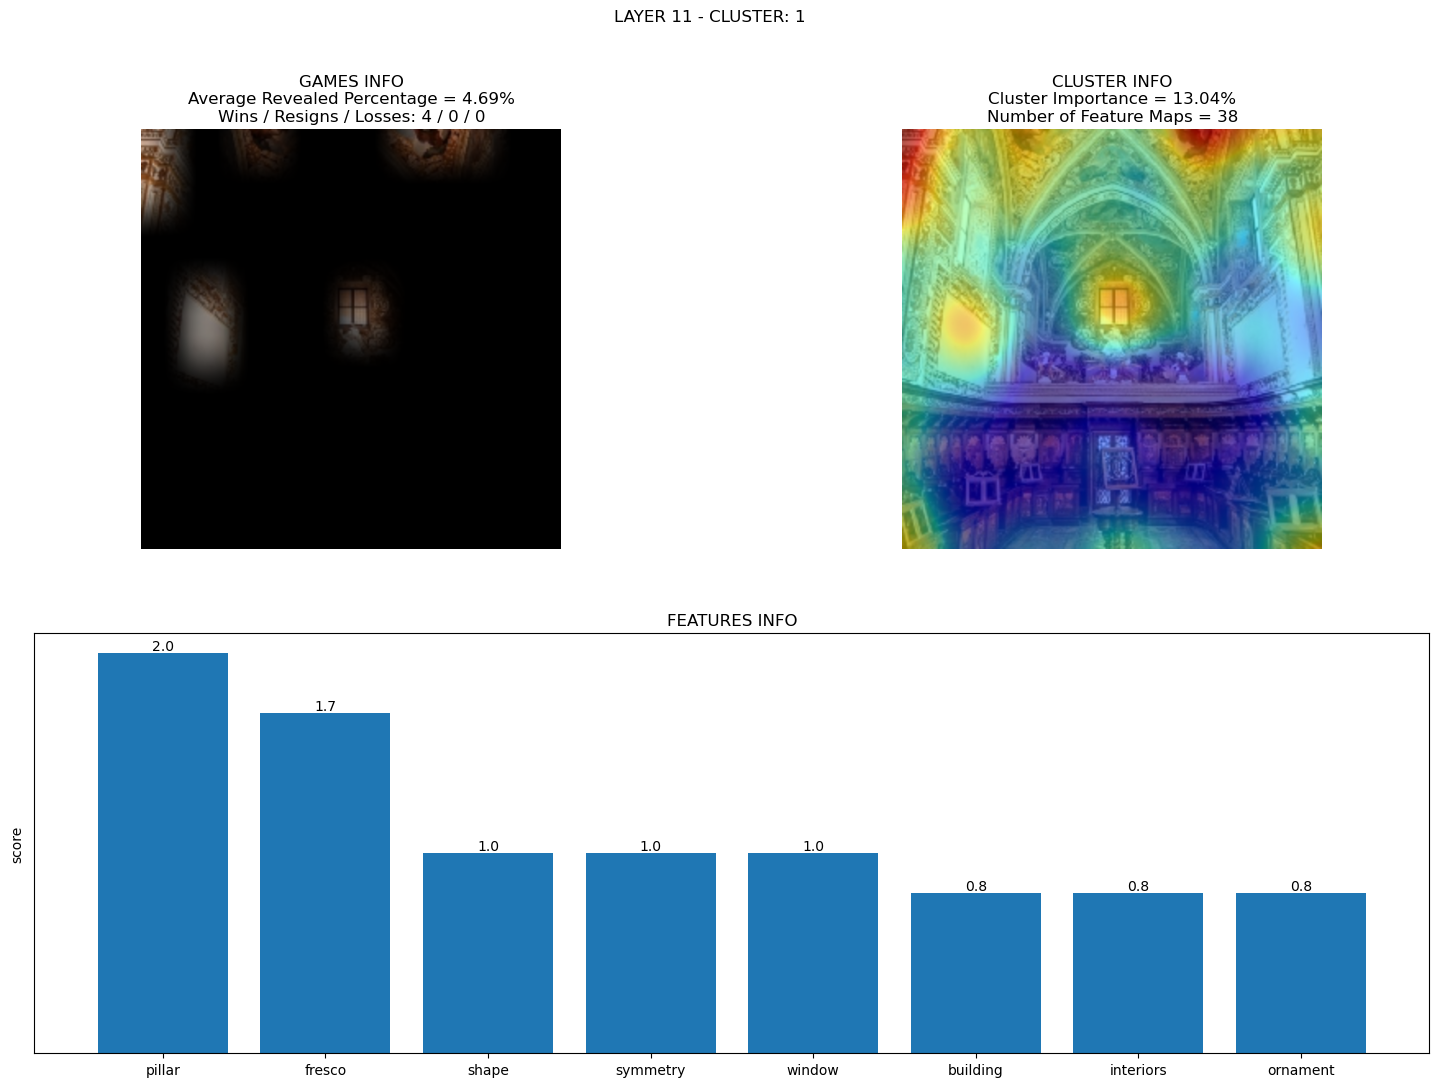 LAYER 11 - CLUSTER: 1
GAMES INFO
Average Revealed Percentage = 4.69%
Wins / Resigns / Losses: 4 / 0 / 0
CLUSTER INFO
Cluster Importance = 13.04%
Number of Feature Maps = 38
FEATURES INFO
score
2.0
1.7
1.0
1.0
1.0
0.8
0.8
0.8
pillar
fresco
shape
symmetry
window
building
interiors
ornament